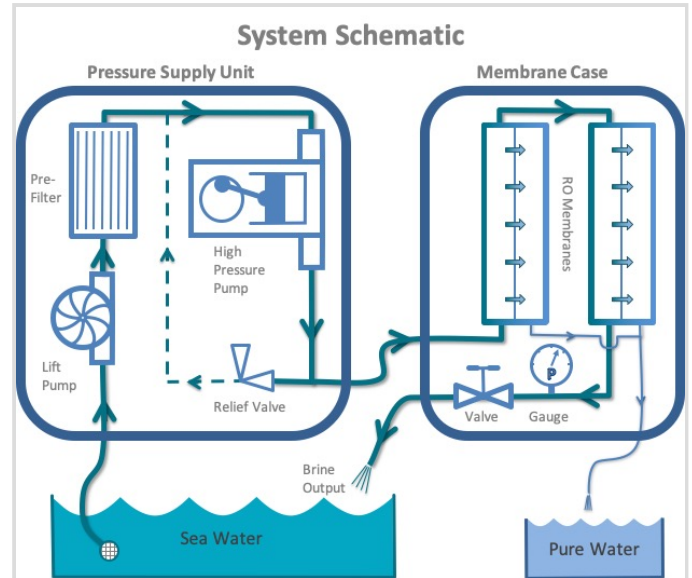 System Schematic
Pressure Supply Unit
Membrane Case
Pre-
Filter
High
Pressure
Pump
RO Membranes
Lift
Pump
Relief Valve
P
Valve
Gauge
Brine
Output
Sea Water
Pure Water